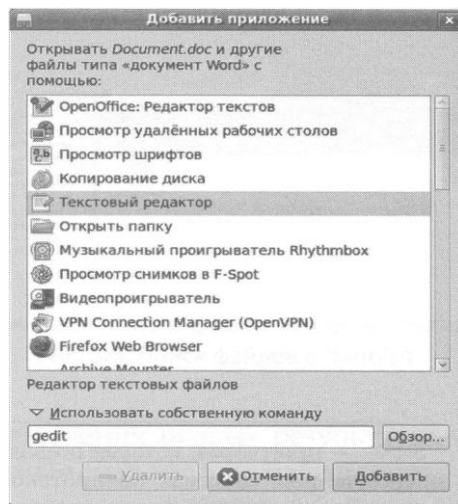 Добавить приложение
Открывать Document.doc и другие
файлы типа «документ Word» с
помощью:
OpenOffice: Редактор текстов
Просмотр удалённых рабочих столов
Просмотр шрифтов
Копирование диска
Текстовый редактор
Открыть папку
Музыкальный проигрыватель Rhythmbox
Просмотр снимков в F-Spot
Видеопроигрыватель
VPN Connection Manager (OpenVPN)
Firefox Web Browser
Archive Mounter
Редактор текстовых файлов
Использовать собственную команду
gedit Обзор...
Удалить Отменить Добавить